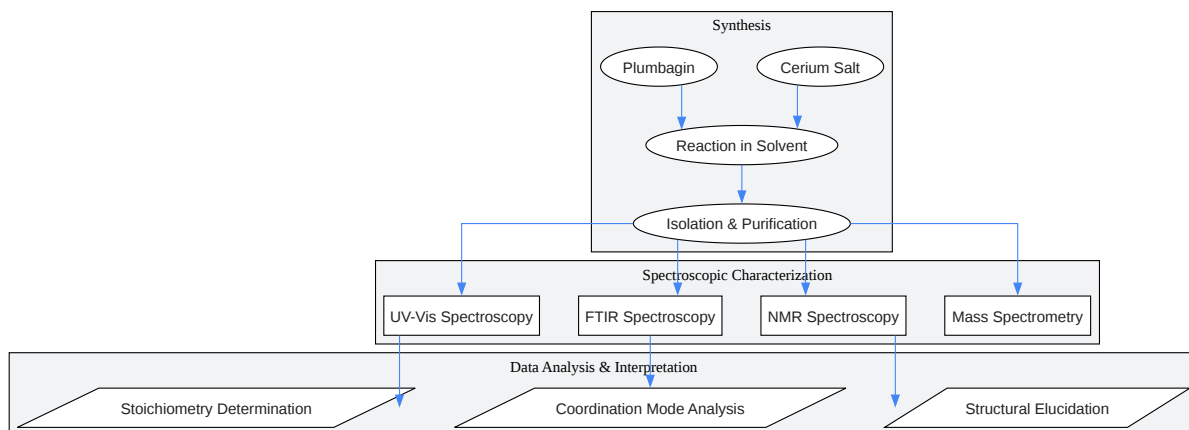 Synthesis
Plumbagin
Cerium Salt
Reaction in Solvent
Isolation & Purification
Spectroscopic Characterization
UV-Vis Spectroscopy
FTIR Spectroscopy
NMR Spectroscopy
Mass Spectrometry
Data Analysis & Interpretation
Stoichiometry Determination
Coordination Mode Analysis
Structural Elucidation